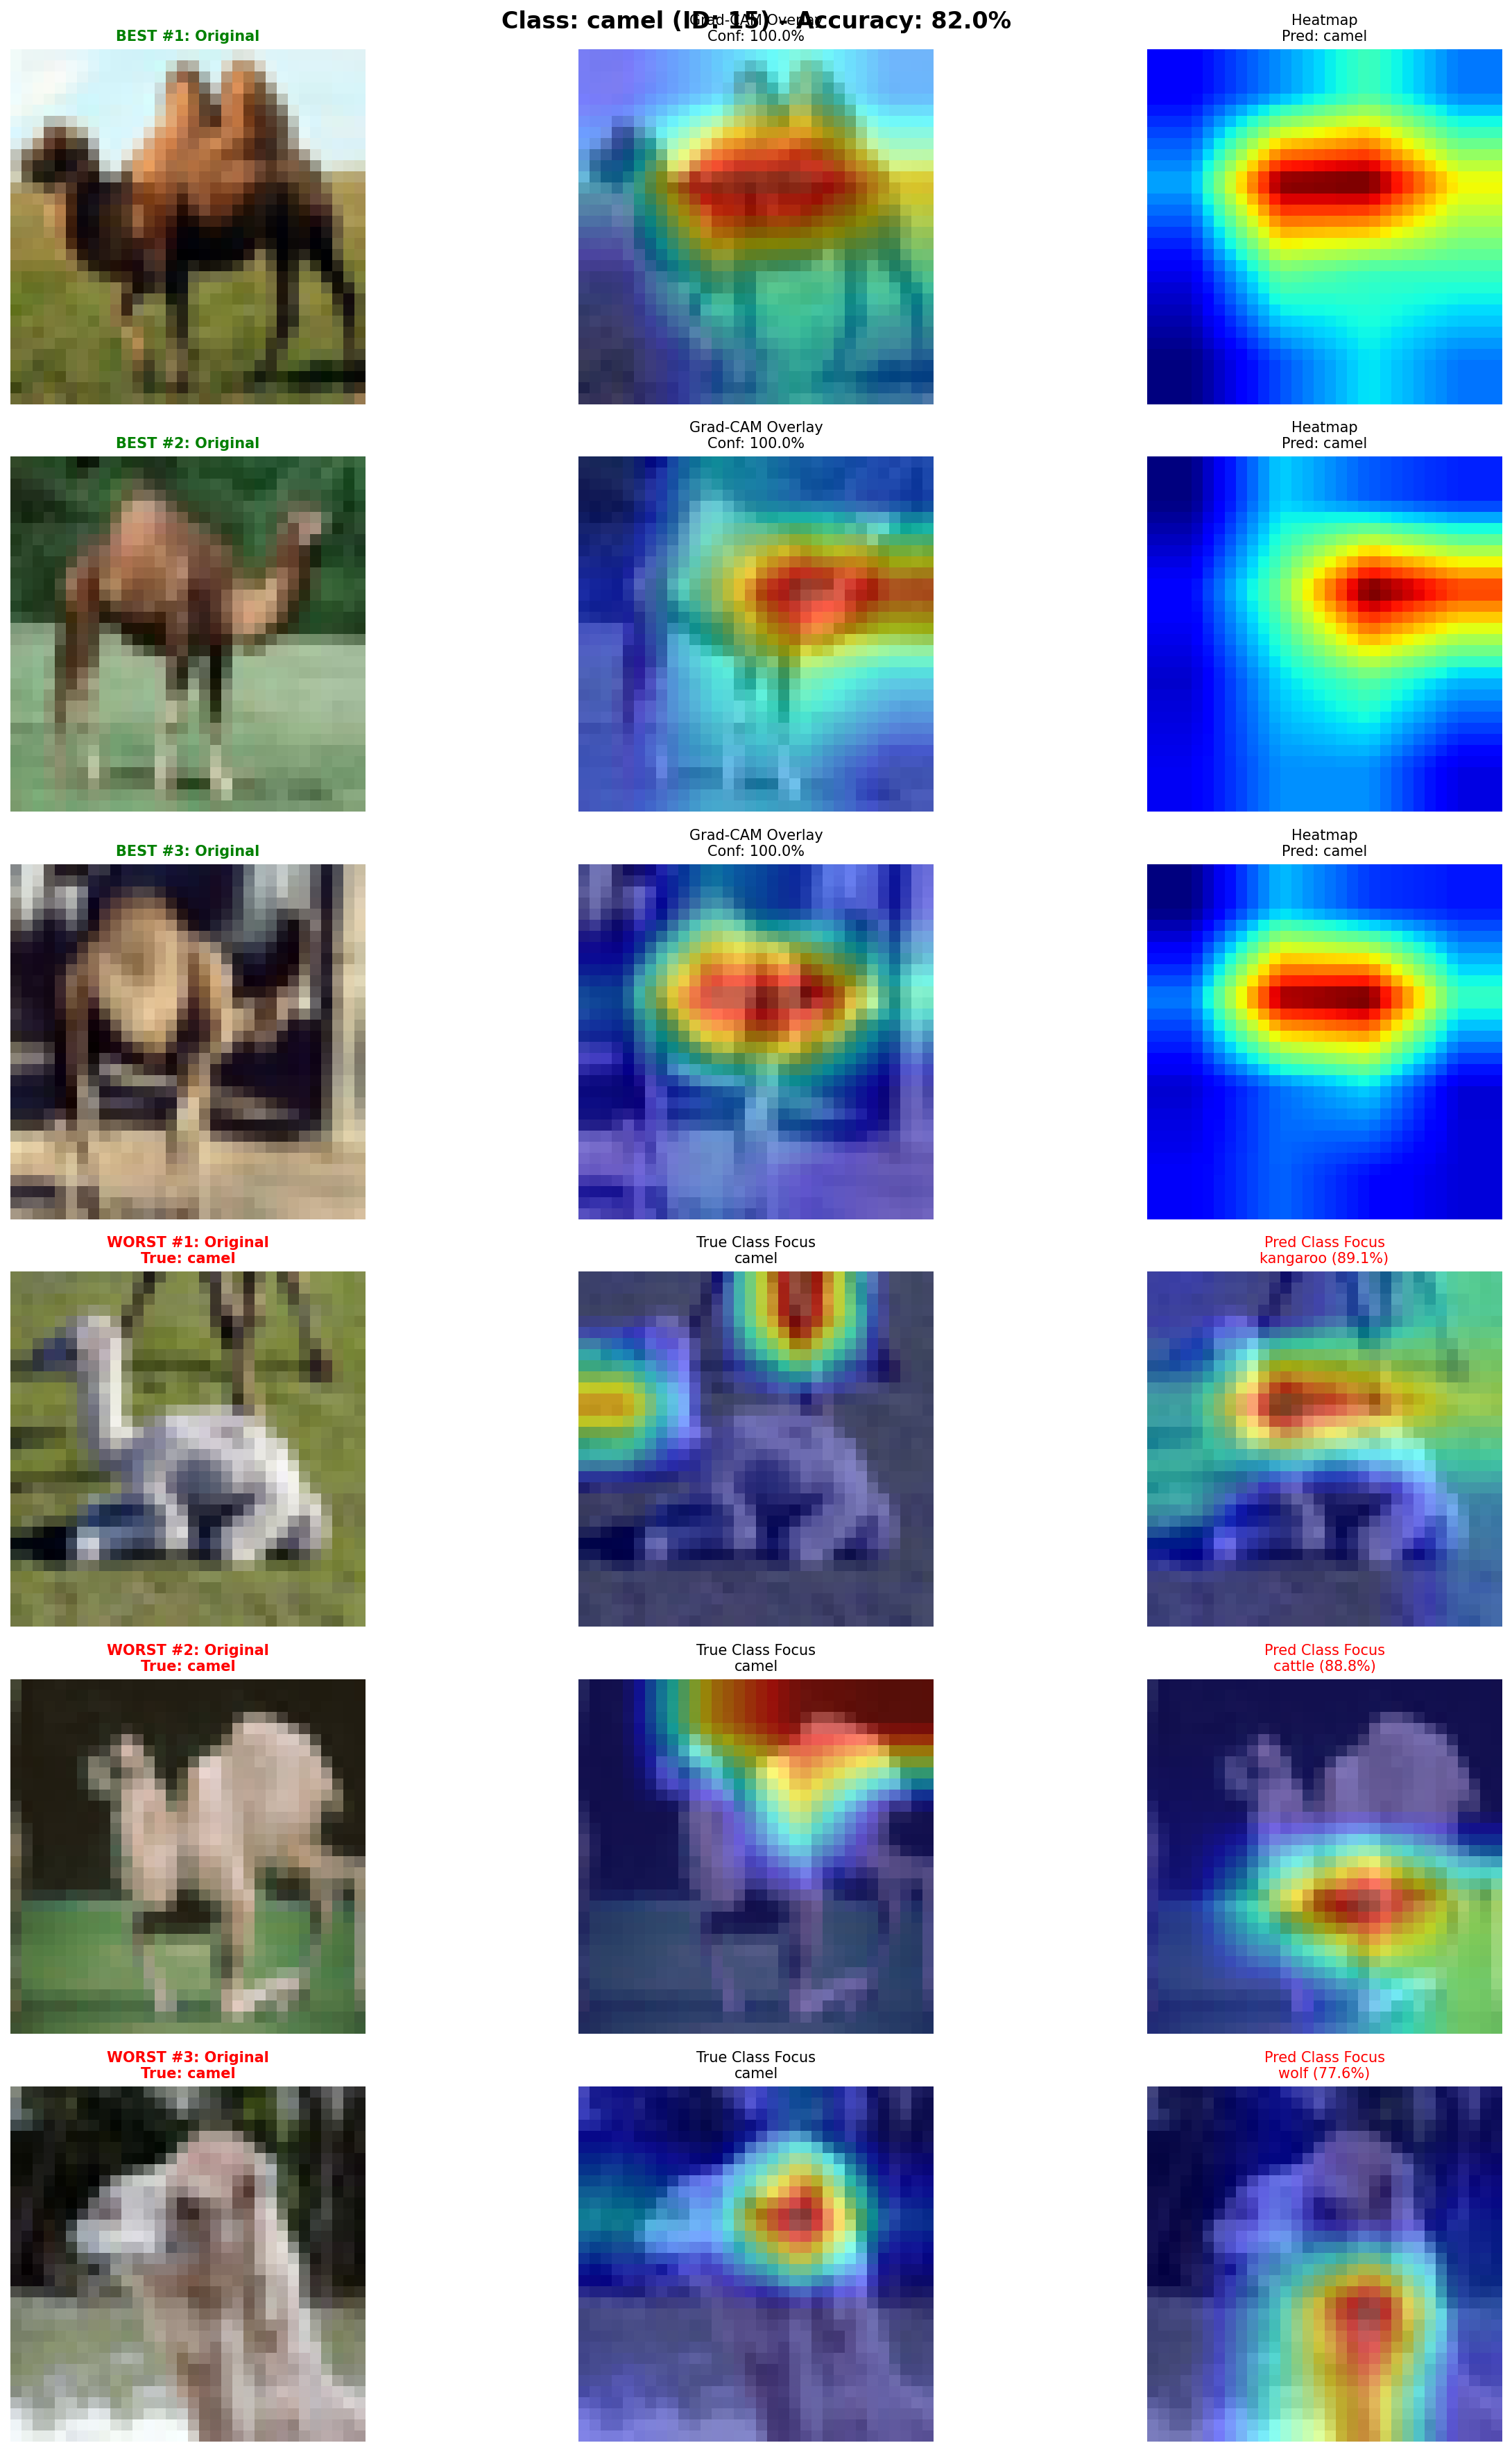 Class: camel (ID: 15) - Accuracy: 82.0%
BEST #1: Original
Grad-CAM Overlay
Conf: 100.0%
Heatmap
Pred: camel
BEST #2: Original
Grad-CAM Overlay
Conf: 100.0%
Heatmap
Pred: camel
BEST #3: Original
Grad-CAM Overlay
Conf: 100.0%
Heatmap
Pred: camel
WORST #1: Original
True: camel
True Class Focus
camel
Pred Class Focus
kangaroo (89.1%)
WORST #2: Original
True: camel
True Class Focus
camel
Pred Class Focus
cattle (88.8%)
WORST #3: Original
True: camel
True Class Focus
camel
Pred Class Focus
wolf (77.6%)